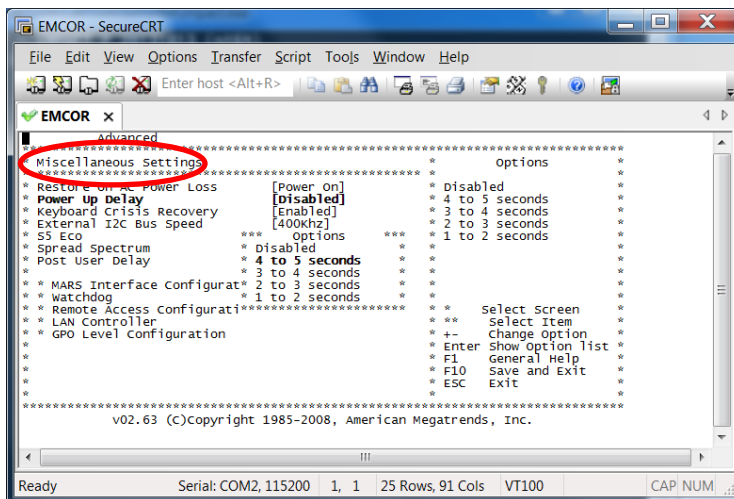 EMCOR - SecureCRT
File Edit View Options Transfer Script Tools Window Help
Enter host <Alt+R>
EMCOR
Advanced
*****************************************************************************************
* Miscellaneous Settings * Options *
* *********************************************************** * *
* Restore on AC Power Loss [Power On] * Disabled *
* Power Up Delay [Disabled] * 4 to 5 seconds *
* Keyboard Crisis Recovery [Enabled] * 3 to 4 seconds *
* External I2C Bus Speed [400Khz] * 2 to 3 seconds *
* S5 Eco *** Options *** * 1 to 2 seconds *
* Spread Spectrum * Disabled * * *
* Post User Delay * 4 to 5 seconds * * *
* * 3 to 4 seconds * * *
* * MARS Interface Configurat* 2 to 3 seconds * * *
* * Watchdog * 1 to 2 seconds * * *
* * Remote Access Configurati********************** * * Select Screen *
* * LAN Controller * ** Select Item *
* * GPO Level Configuration * +- Change Option *
* * Enter Show Option list *
* * F1 General Help *
* * F10 Save and Exit *
* * ESC Exit *
* * *
*****************************************************************************************
v02.63 (C)Copyright 1985-2008, American Megatrends, Inc.
Ready Serial: COM2, 115200 1, 1 25 Rows, 91 Cols VT100 CAP NUM